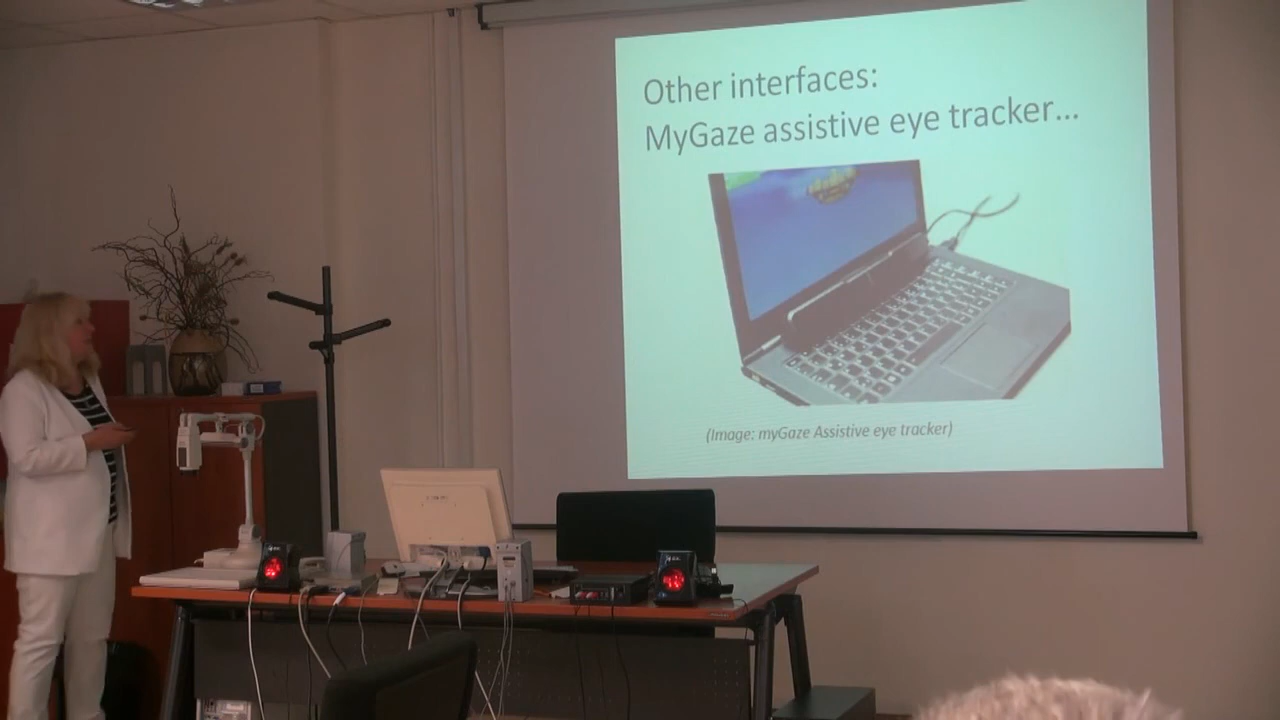 Other interfaces:
MyGaze assistive eye tracker...
(Image: myGaze Assistive eye tracker)